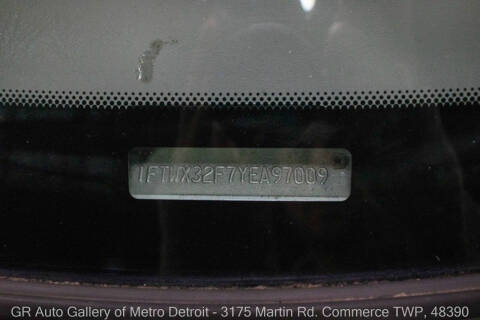 1FTWX32F7YEA97009
GR Auto Gallery of Metro Detroit - 3175 Martin Rd. Commerce TWP, 48390